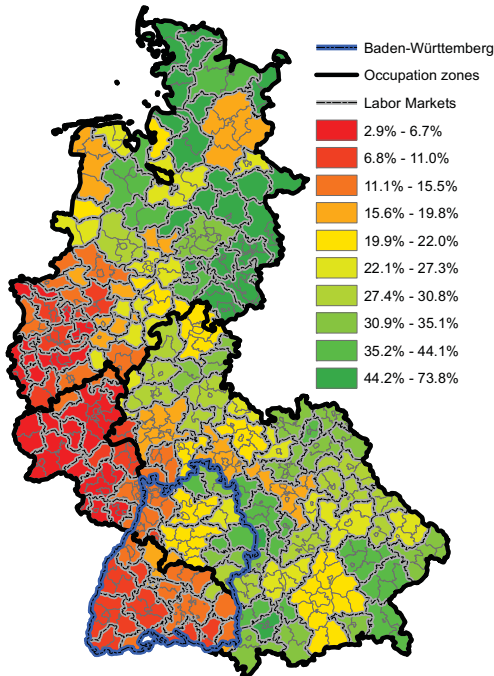 Baden-Württemberg
Occupation zones
Labor Markets
2.9% - 6.7%
6.8% - 11.0%
11.1% - 15.5%
15.6% - 19.8%
19.9% - 22.0%
22.1% - 27.3%
27.4% - 30.8%
30.9% - 35.1%
35.2% - 44.1%
44.2% - 73.8%